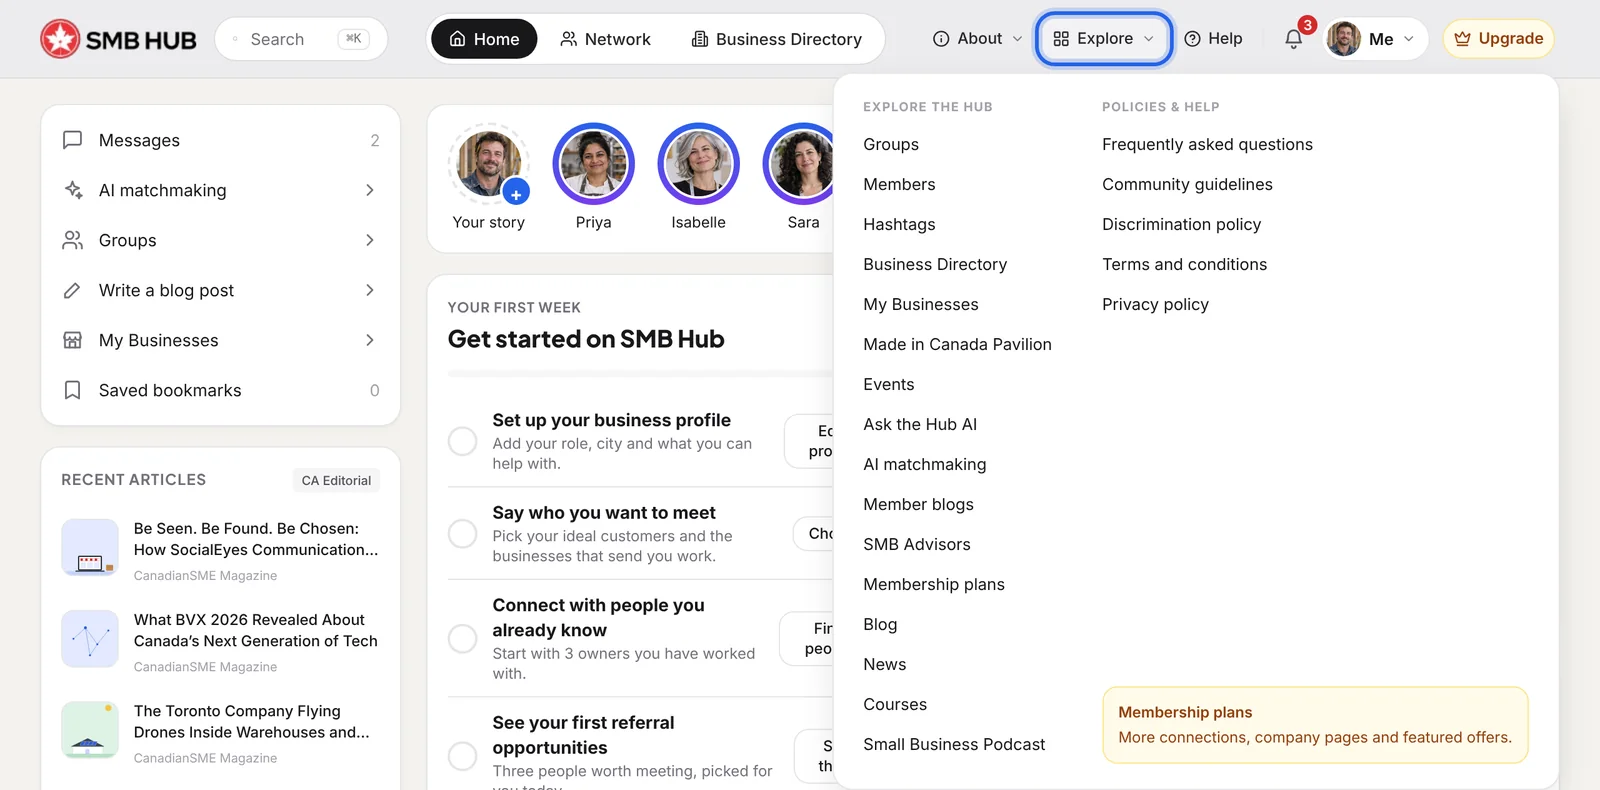 SMB HUB
Search
⌘K
Home
Network
Business Directory
About
Explore
Help
3
Me
Upgrade
Messages
2
AI matchmaking
Groups
Write a blog post
My Businesses
Saved bookmarks
0
RECENT ARTICLES
CA Editorial
Be Seen. Be Found. Be Chosen:
How SocialEyes Communication...
CanadianSME Magazine
What BVX 2026 Revealed About
Canada's Next Generation of Tech
CanadianSME Magazine
The Toronto Company Flying
Drones Inside Warehouses and...
CanadianSME Magazine
Your story
Priya
Isabelle
Sara
YOUR FIRST WEEK
Get started on SMB Hub
Set up your business profile
Add your role, city and what you can
help with.
Say who you want to meet
Pick your ideal customers and the
businesses that send you work.
Connect with people you
already know
Start with 3 owners you have worked
with.
See your first referral
opportunities
Three people worth meeting, picked for
you today
EXPLORE THE HUB
Groups
Members
Hashtags
Business Directory
My Businesses
Made in Canada Pavilion
Events
Ask the Hub AI
AI matchmaking
Member blogs
SMB Advisors
Membership plans
Blog
News
Courses
Small Business Podcast
POLICIES & HELP
Frequently asked questions
Community guidelines
Discrimination policy
Terms and conditions
Privacy policy
Membership plans
More connections, company pages and featured offers.